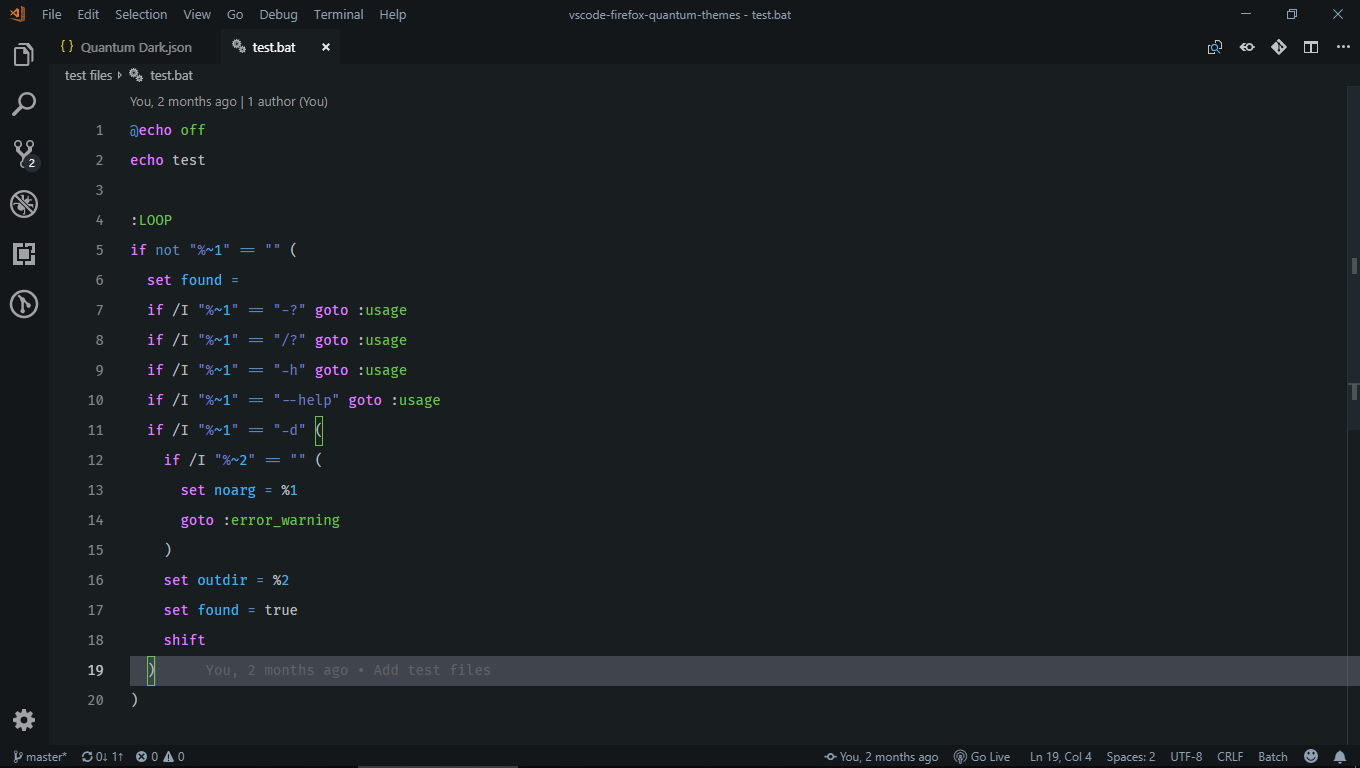 File Edit Selection View Go Debug Terminal Help vscode-firefox-quantum-themes - test.bat
{} Quantum Dark.json test.bat
test files test.bat
You, 2 months ago | 1 author (You)
1 @echo off
2 echo test
3
4 :LOOP
5 if not "%~1" == "" (
6 set found =
7 if /I "%~1" == "-?" goto :usage
8 if /I "%~1" == "/?" goto :usage
9 if /I "%~1" == "-h" goto :usage
10 if /I "%~1" == "--help" goto :usage
11 if /I "%~1" == "-d" (
12 if /I "%~2" == "" (
13 set noarg = %1
14 goto :error_warning
15 )
16 set outdir = %2
17 set found = true
18 shift
19 ) You, 2 months ago • Add test files
20 )
2
master* 0↓ 1↑ 0 0 You, 2 months ago Go Live Ln 19, Col 4 Spaces: 2 UTF-8 CRLF Batch